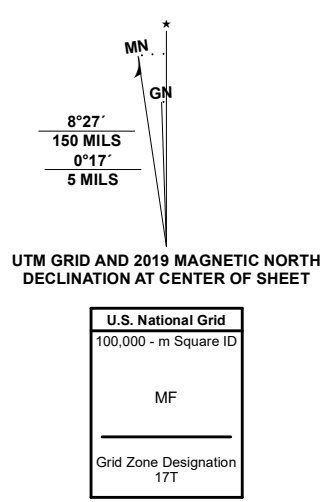 ★
MN
GN
8°27´
150 MILS
0°17´
5 MILS
UTM GRID AND 2019 MAGNETIC NORTH
DECLINATION AT CENTER OF SHEET
U.S. National Grid
100,000 - m Square ID
MF
Grid Zone Designation
17T